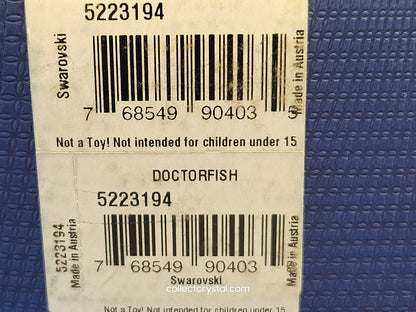 5223194
Swarovski
Made in Austria
7 68549 90403
Not a Toy! Not intended for children under 15
DOCTORFISH
5223194
5223194
Made in Austria
Made in Austria
7 68549 90403
Swarovski
collectcrystal.com
Not a Toy! Not intended for children under 15